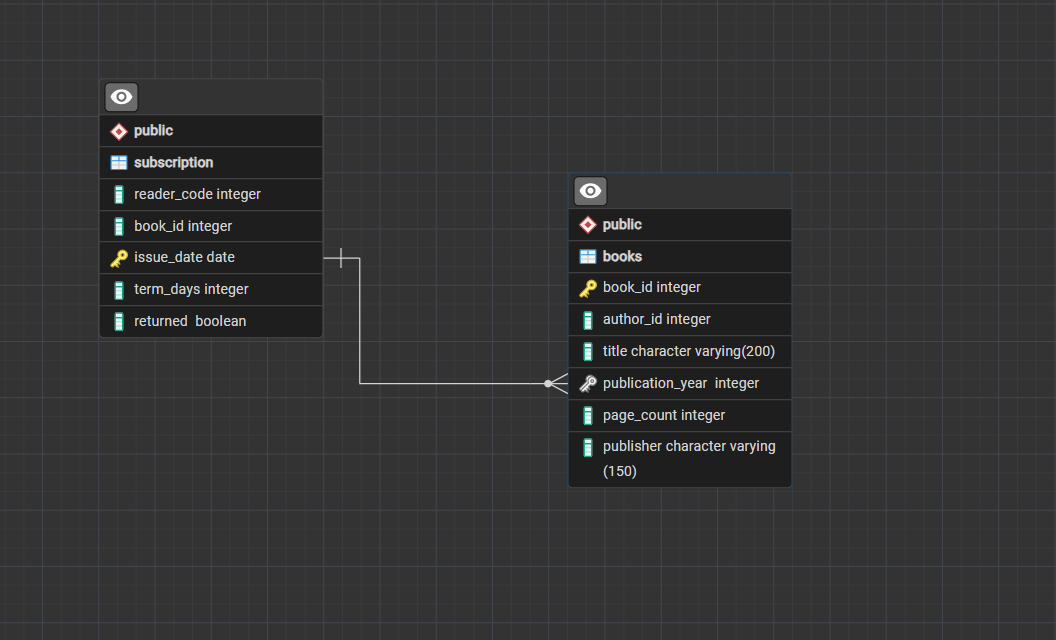 public
subscription
reader_code integer
book_id integer
issue_date date
term_days integer
returned  boolean
public
books
book_id integer
author_id integer
title character varying(200)
publication_year  integer
page_count integer
publisher character varying
(150)